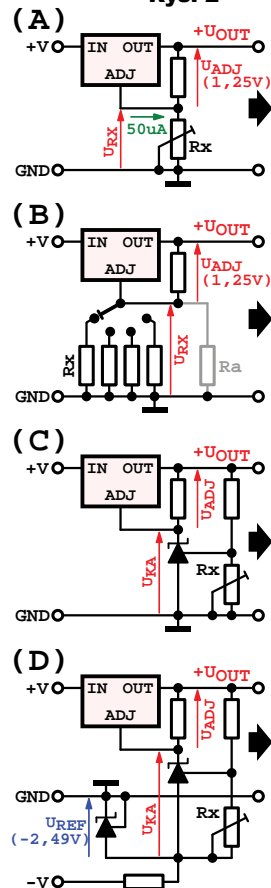 (A)
+V IN OUT +UOUT
ADJ
UADJ
(1,25V)
URX
50uA
Rx
GND
(B)
+V IN OUT +UOUT
ADJ
UADJ
(1,25V)
Rx
URX
Ra
GND
(C)
+V IN OUT +UOUT
ADJ
UADJ
UKA
Rx
GND
(D)
+V IN OUT +UOUT
ADJ
UADJ
GND
UREF
(-2,49V)
UKA
Rx
-V